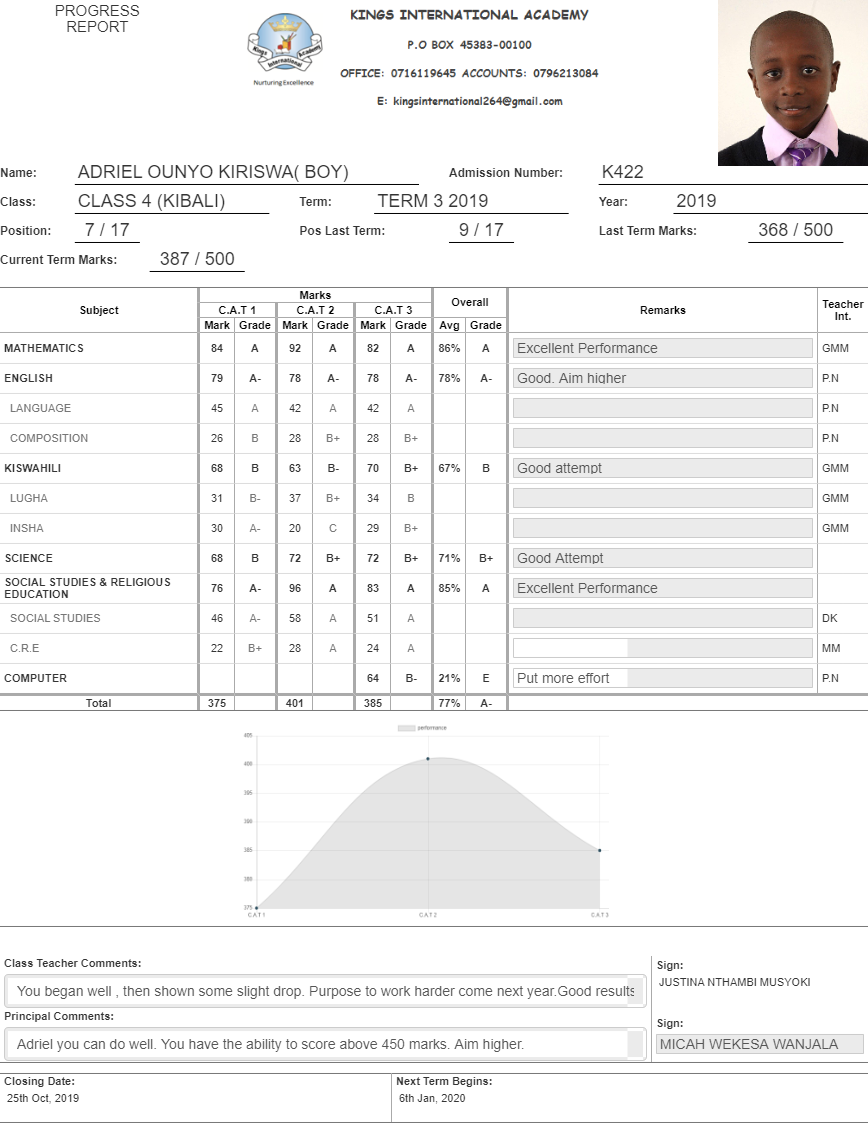 PROGRESS
REPORT
KINGS INTERNATIONAL ACADEMY
P.O BOX 45383-00100
OFFICE: 0716119645 ACCOUNTS: 0796213084
E: kingsinternational264@gmail.com
Kings Academy
International
Nurturing Excellence
Name: ADRIEL OUNYO KIRISWA( BOY) Admission Number: K422
Class: CLASS 4 (KIBALI) Term: TERM 3 2019 Year: 2019
Position: 7 / 17 Pos Last Term: 9 / 17 Last Term Marks: 368 / 500
Current Term Marks: 387 / 500
Subject Marks Overall Remarks Teacher Int.
C.A.T 1 C.A.T 2 C.A.T 3
Mark Grade Mark Grade Mark Grade Avg Grade
MATHEMATICS 84 A 92 A 82 A 86% A Excellent Performance GMM
ENGLISH 79 A- 78 A- 78 A- 78% A- Good. Aim higher P.N
LANGUAGE 45 A 42 A 42 A P.N
COMPOSITION 26 B 28 B+ 28 B+ P.N
KISWAHILI 68 B 63 B- 70 B+ 67% B Good attempt GMM
LUGHA 31 B- 37 B+ 34 B GMM
INSHA 30 A- 20 C 29 B+ GMM
SCIENCE 68 B 72 B+ 72 B+ 71% B+ Good Attempt
SOCIAL STUDIES & RELIGIOUS
EDUCATION 76 A- 96 A 83 A 85% A Excellent Performance
SOCIAL STUDIES 46 A- 58 A 51 A DK
C.R.E 22 B+ 28 A 24 A MM
COMPUTER 64 B- 21% E Put more effort P.N
Total 375 401 385 77% A-
performance
405
400
395
390
385
380
375
CAT1 CAT2 CAT3
Class Teacher Comments:
You began well , then shown some slight drop. Purpose to work harder come next year.Good results
Sign:
JUSTINA NTHAMBI MUSYOKI
Principal Comments:
Adriel you can do well. You have the ability to score above 450 marks. Aim higher.
Sign:
MICAH WEKESA WANJALA
Closing Date: Next Term Begins:
25th Oct, 2019 6th Jan, 2020